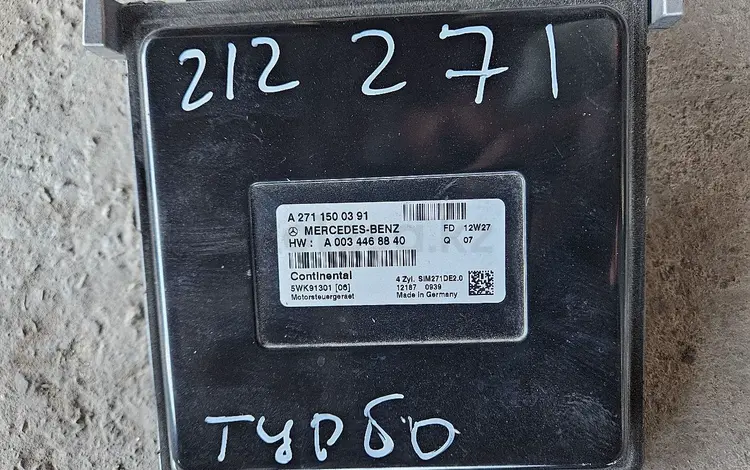 212 271
A 271 150 03 91
MERCEDES-BENZ
FD 12W27
HW : A 003 446 88 40
Q 07
Continental
4 Zyl. SIM271DE2.0
5WK91301 [06]
12187 0939
Motorsteuergeraet
Made in Germany
турбо